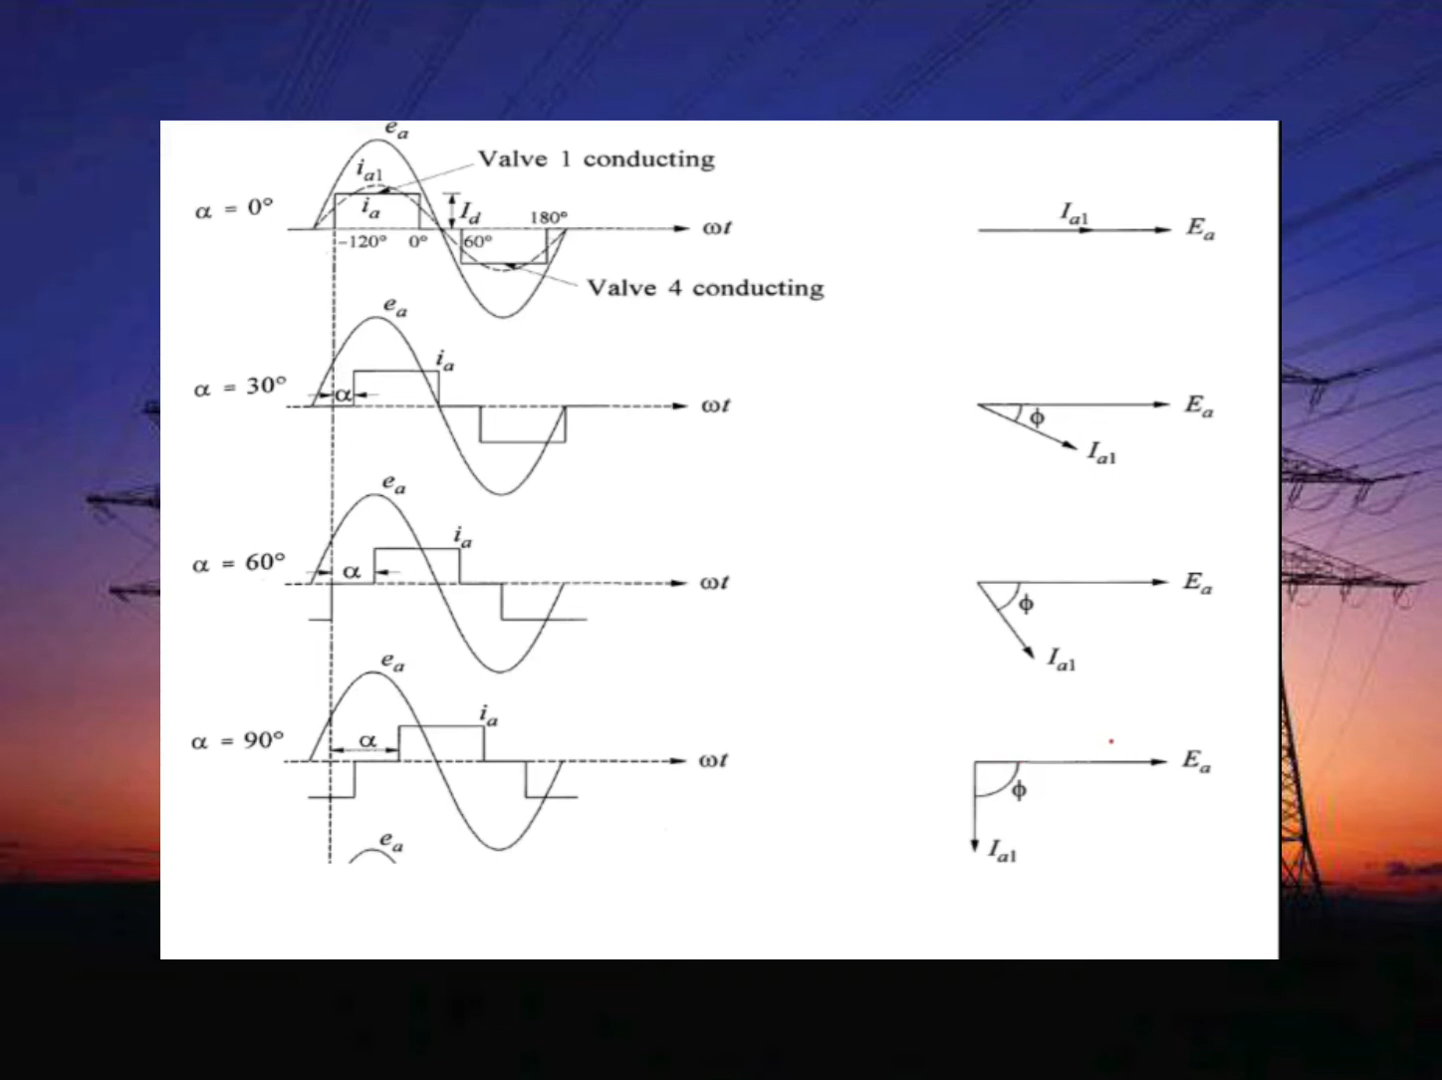 e_a
Valve 1 conducting
i_a1
α = 0°
i_a
I_d
180°
ωt
−120°
0°
60°
Valve 4 conducting
I_a1
E_a
e_a
i_a
α = 30°
α
ωt
E_a
ϕ
I_a1
e_a
i_a
α = 60°
α
ωt
E_a
ϕ
I_a1
e_a
i_a
α = 90°
α
ωt
E_a
ϕ
I_a1
e_a